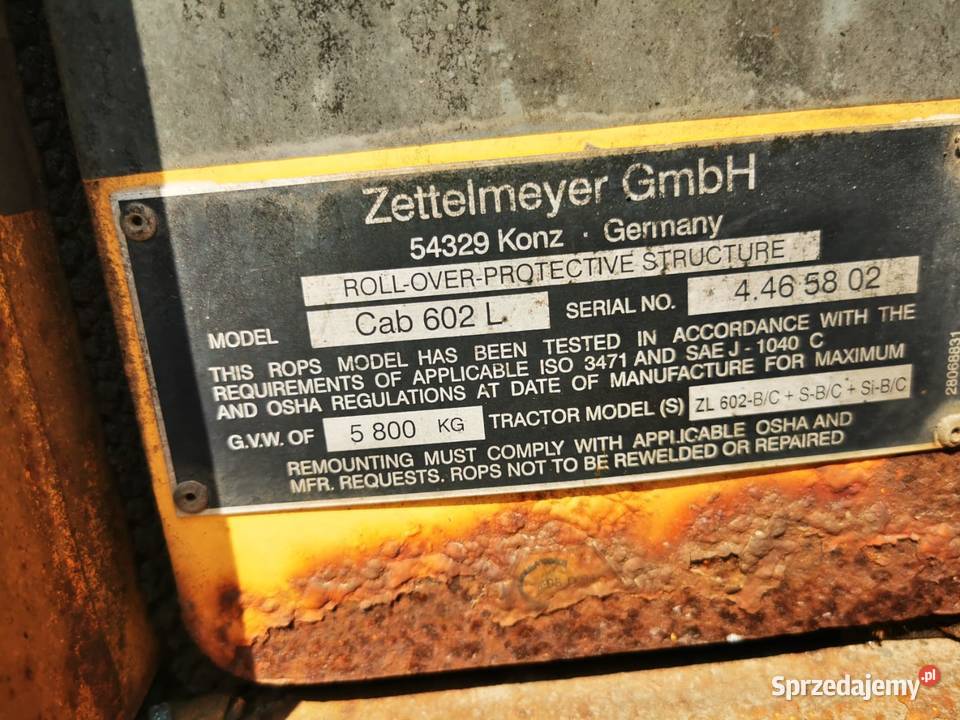 Zettelmeyer GmbH
54329 Konz · Germany
ROLL-OVER-PROTECTIVE STRUCTURE
MODEL Cab 602 L SERIAL NO. 4.46 58 02
THIS ROPS MODEL HAS BEEN TESTED IN ACCORDANCE WITH THE
REQUIREMENTS OF APPLICABLE ISO 3471 AND SAE J - 1040 C
AND OSHA REGULATIONS AT DATE OF MANUFACTURE FOR MAXIMUM
G.V.W. OF 5 800 KG TRACTOR MODEL (S) ZL 602-B/C + S-B/C + Si-B/C
REMOUNTING MUST COMPLY WITH APPLICABLE OSHA AND
MFR. REQUESTS. ROPS NOT TO BE REWELDED OR REPAIRED
28068831
Sprzedajemy.pl